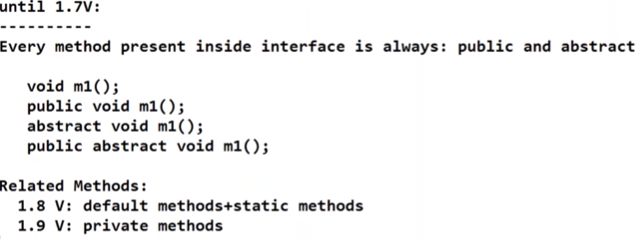 until 1.7V:
----------
Every method present inside interface is always: public and abstract
void m1();
public void m1();
abstract void m1();
public abstract void m1();
Related Methods:
1.8 V: default methods+static methods
1.9 V: private methods